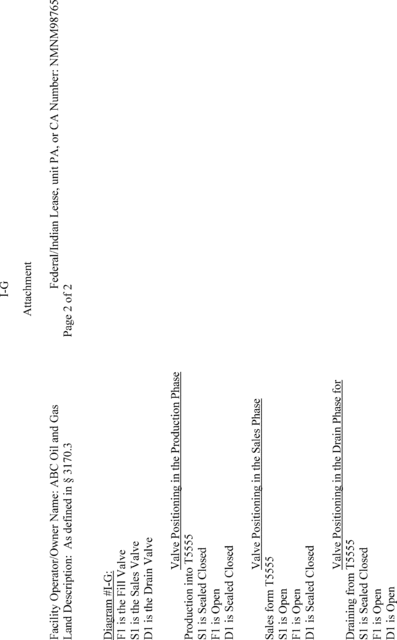 I-G
Attachment
Facility Operator/Owner Name: ABC Oil and Gas Federal/Indian Lease, unit PA, or CA Number: NMNM98765
Land Description: As defined in § 3170.3 Page 2 of 2
Diagram #I-G:
F1 is the Fill Valve
S1 is the Sales Valve
D1 is the Drain Valve
Valve Positioning in the Production Phase
Production into T5555
S1 is Sealed Closed
F1 is Open
D1 is Sealed Closed
Valve Positioning in the Sales Phase
Sales form T5555
S1 is Open
F1 is Open
D1 is Sealed Closed
Valve Positioning in the Drain Phase for
Draining from T5555
S1 is Sealed Closed
F1 is Open
D1 is Open